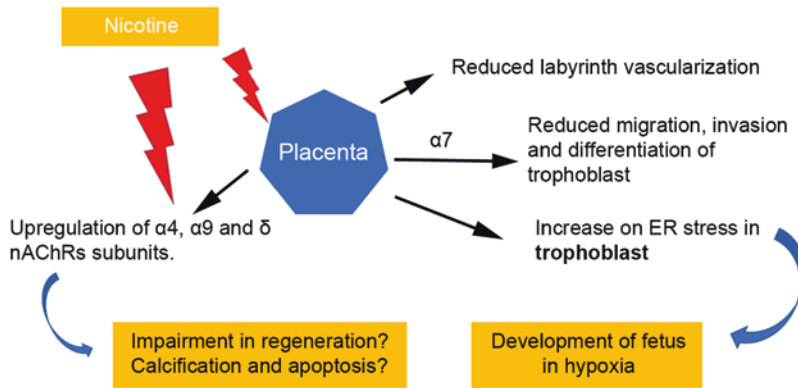 Nicotine
Reduced labyrinth vascularization
Placenta
α7
Reduced migration, invasion
and differentiation of
trophoblast
Upregulation of α4, α9 and δ
nAChRs subunits.
Increase on ER stress in
trophoblast
Impairment in regeneration?
Calcification and apoptosis?
Development of fetus
in hypoxia